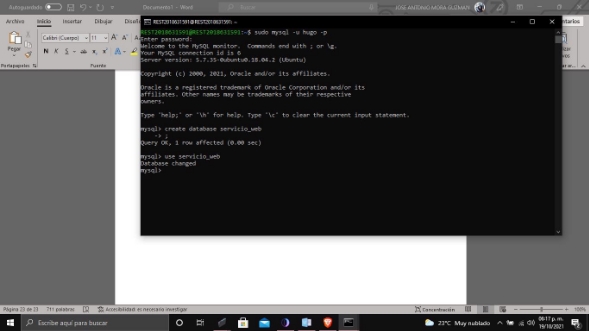 Autoguardado
Documento1 - Word
Buscar
JOSE ANTONIO MORA GUZMAN
Archivo Inicio Insertar Dibujar
Pegar
Calibri (Cuerpo) 11
N K S
Portapapeles
REST2018631591@REST2018631591: ~
REST2018631591@REST2018631591:~$ sudo mysql -u hugo -p
Enter password:
Welcome to the MySQL monitor. Commands end with ; or \g.
Your MySQL connection id is 6
Server version: 5.7.35-0ubuntu0.18.04.2 (Ubuntu)
Copyright (c) 2000, 2021, Oracle and/or its affiliates.
Oracle is a registered trademark of Oracle Corporation and/or its
affiliates. Other names may be trademarks of their respective
owners.
Type 'help;' or '\h' for help. Type '\c' to clear the current input statement.
mysql> create database servicio_web
-> ;
Query OK, 1 row affected (0.00 sec)
mysql> use servicio_web
Database changed
mysql>
Página 23 de 23 711 palabras Accesibilidad: es necesario investigar
Concentración
100%
Escribe aquí para buscar
23°C Muy nublado
06:17 p. m.
19/10/2021